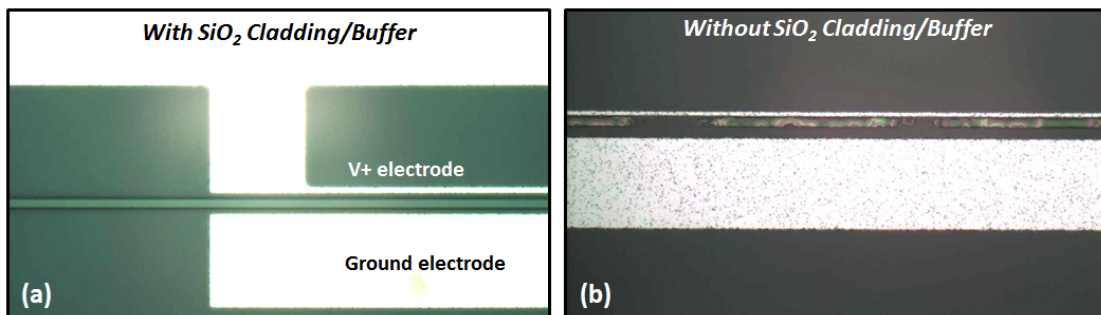 With SiO₂ Cladding/Buffer
V+ electrode
Ground electrode
(a)
Without SiO₂ Cladding/Buffer
(b)